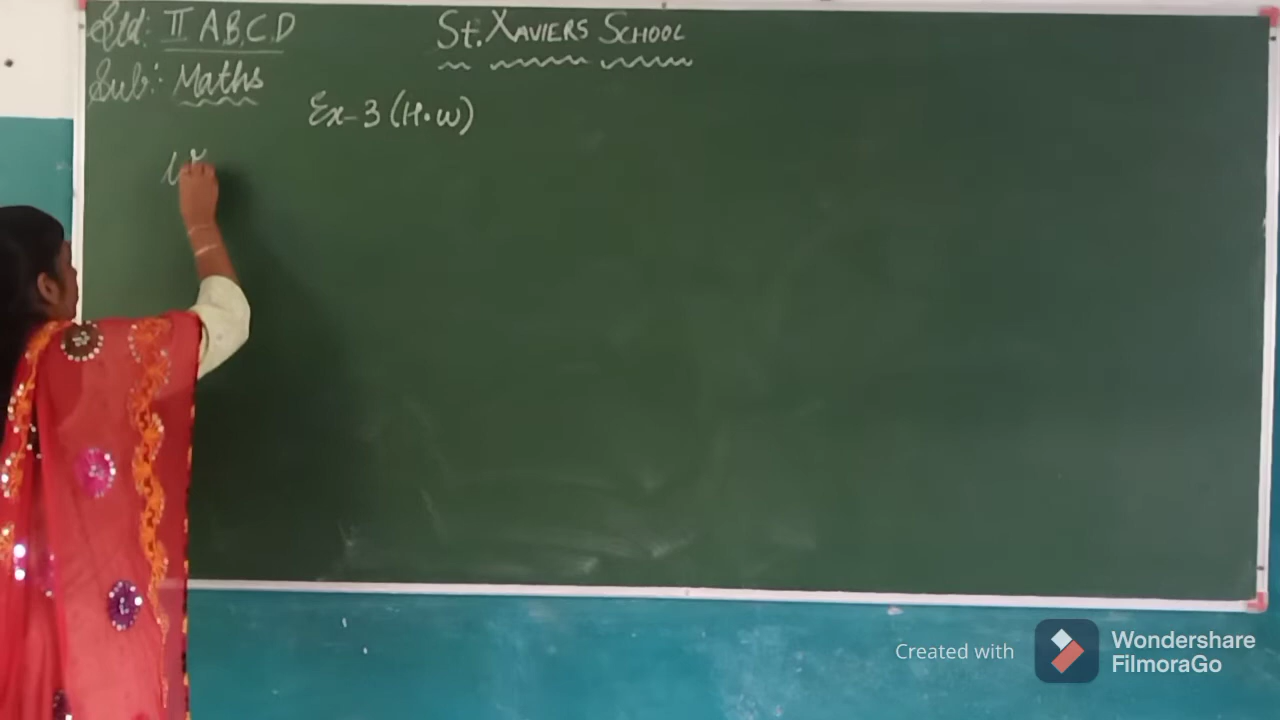 Std: II A,B,C,D
St. XAVIERS SCHOOL
Sub: Maths
Ex-3 (H.W)
Created with
Wondershare
FilmoraGo